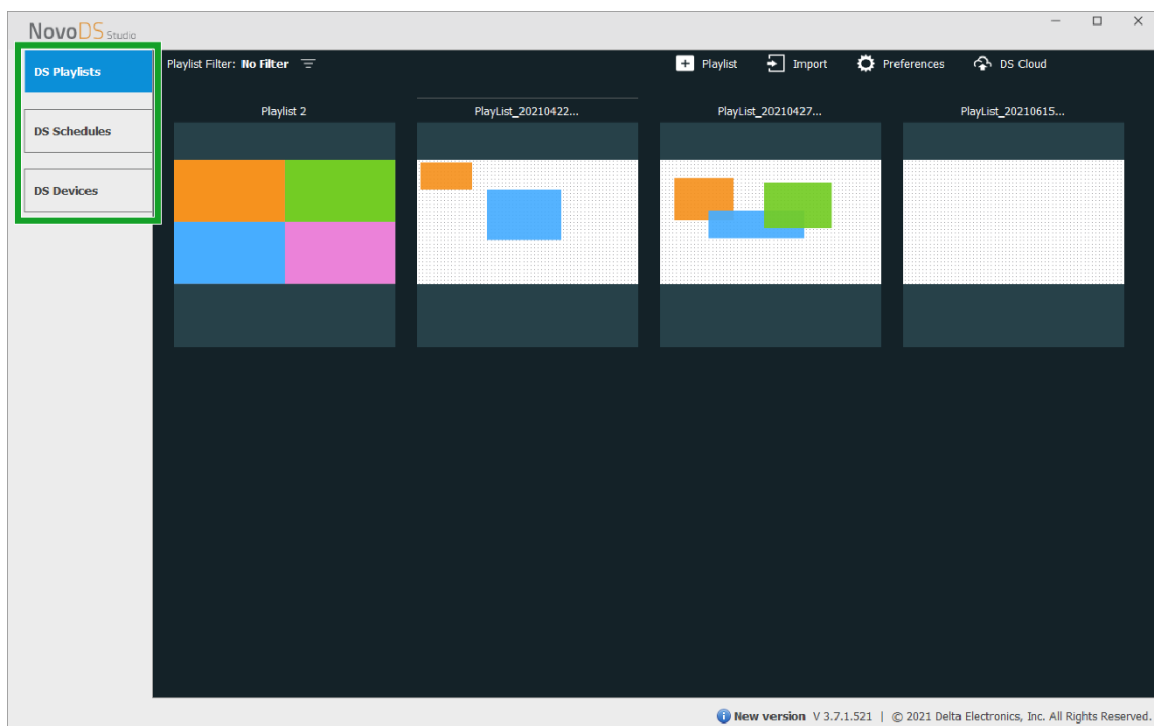 NovoDS Studio
DS Playlists
DS Schedules
DS Devices
Playlist Filter: No Filter
Playlist
Import
Preferences
DS Cloud
Playlist 2
PlayList_20210422...
PlayList_20210427...
PlayList_20210615...
New version V 3.7.1.521 | © 2021 Delta Electronics, Inc. All Rights Reserved.